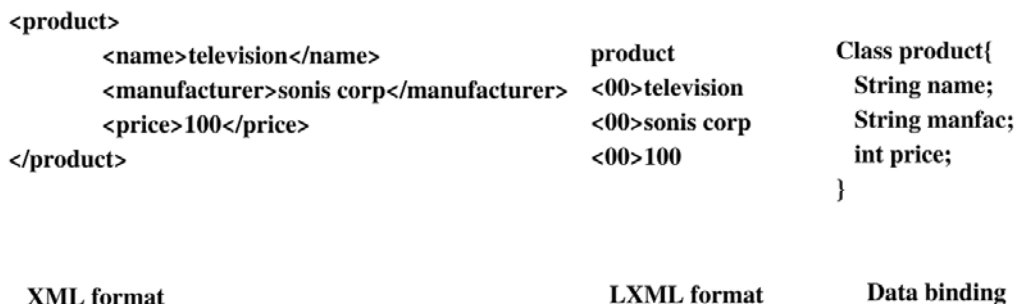 <product>
<name>television</name>
<manufacturer>sonis corp</manufacturer>
<price>100</price>
</product>
product
<00>television
<00>sonis corp
<00>100
Class product{
String name;
String manfac;
int price;
}
XML format
LXML format
Data binding